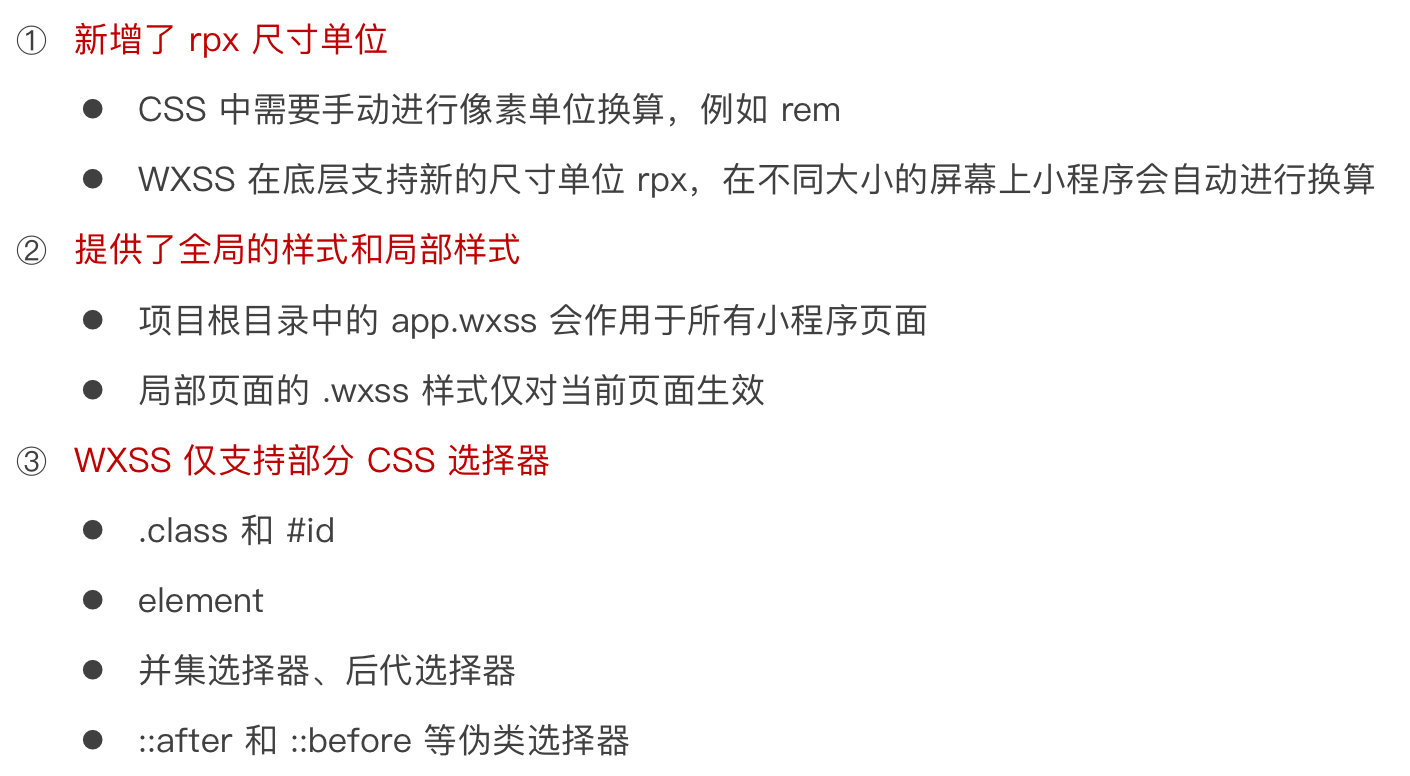 ① 新增了 rpx 尺寸单位
● CSS 中需要手动进行像素单位换算，例如 rem
● WXSS 在底层支持新的尺寸单位 rpx，在不同大小的屏幕上小程序会自动进行换算
② 提供了全局的样式和局部样式
● 项目根目录中的 app.wxss 会作用于所有小程序页面
● 局部页面的 .wxss 样式仅对当前页面生效
③ WXSS 仅支持部分 CSS 选择器
● .class 和 #id
● element
● 并集选择器、后代选择器
● ::after 和 ::before 等伪类选择器